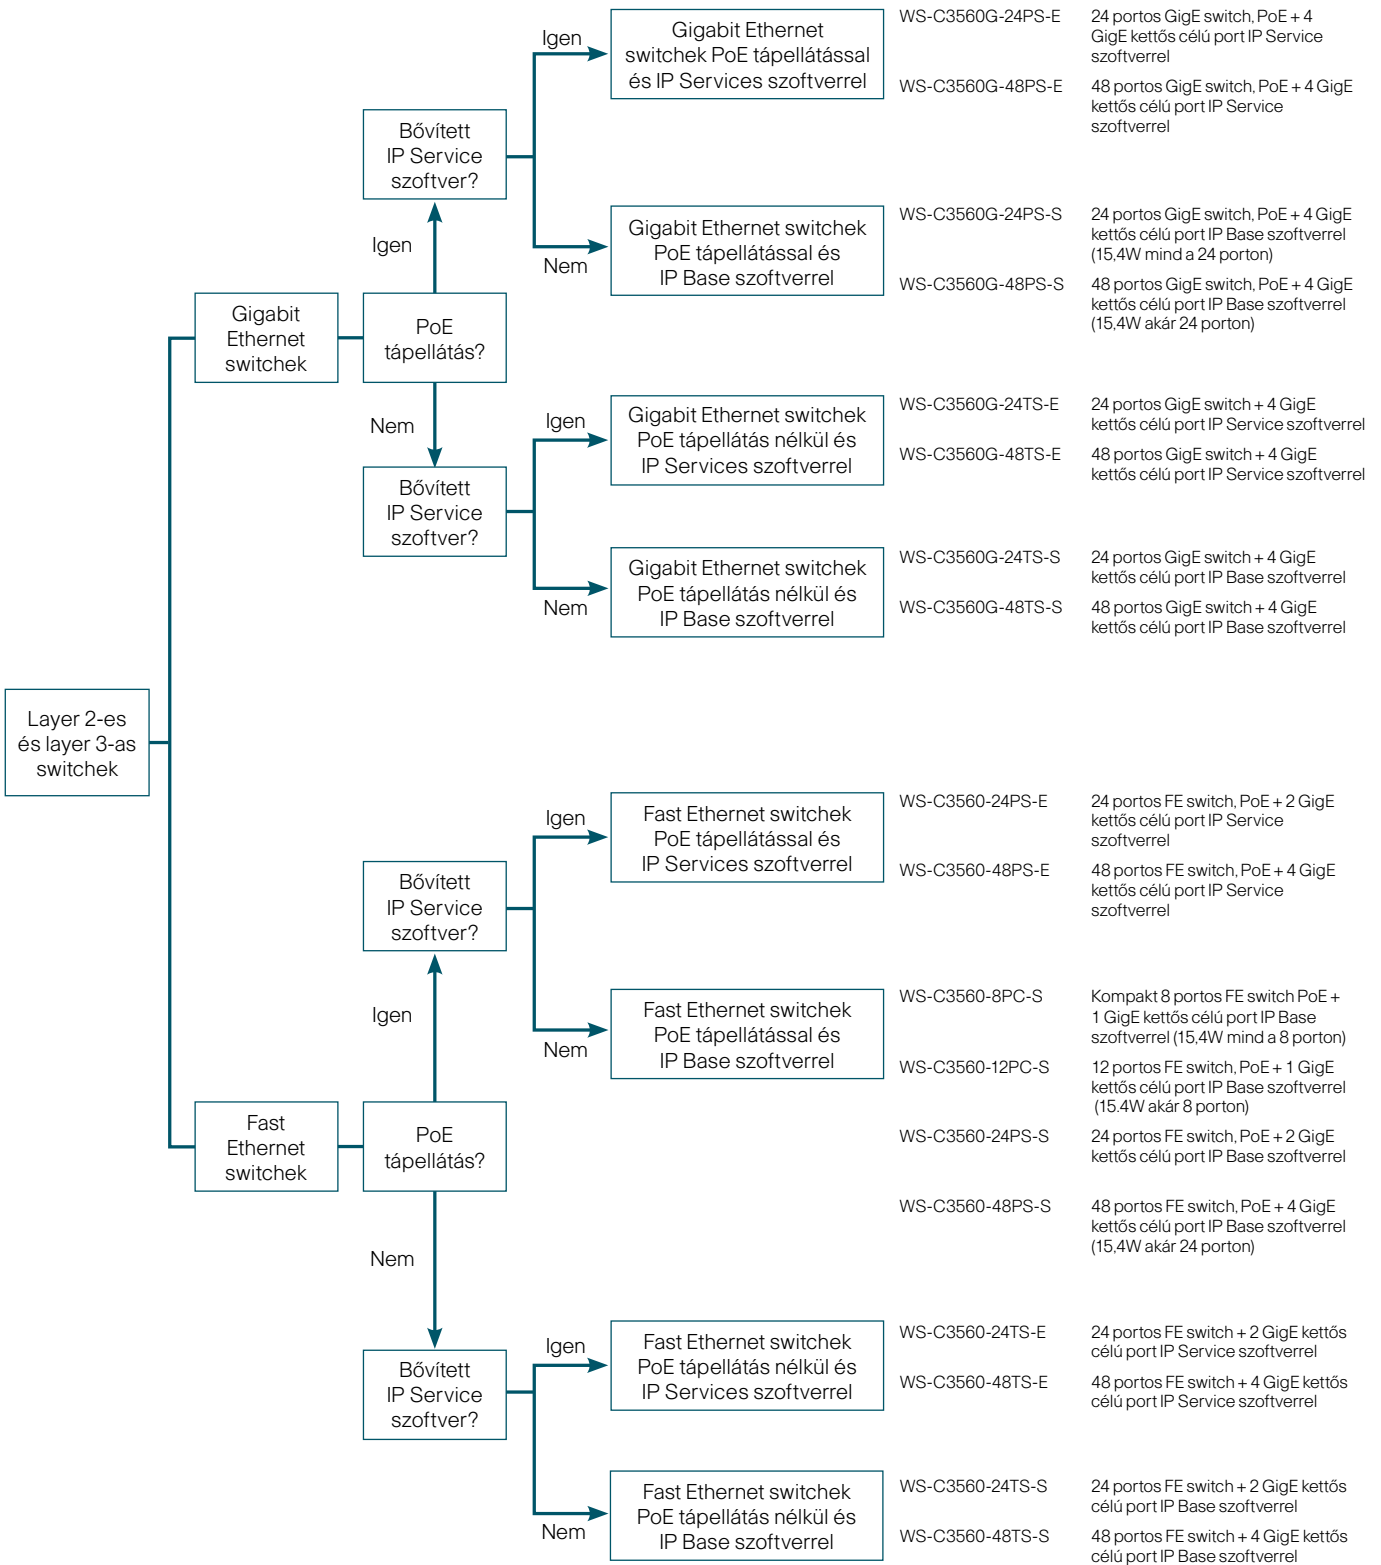 Layer 2-es
és layer 3-as
switchek
Gigabit
Ethernet
switchek
PoE
tápellátás?
Igen
Bővített
IP Service
szoftver?
Igen
Gigabit Ethernet
switchek PoE tápellátással
és IP Services szoftverrel
WS-C3560G-24PS-E
24 portos GigE switch, PoE + 4
GigE kettős célú port IP Service
szoftverrel
WS-C3560G-48PS-E
48 portos GigE switch, PoE + 4 GigE
kettős célú port IP Service
szoftverrel
Nem
Gigabit Ethernet switchek
PoE tápellátással és
IP Base szoftverrel
WS-C3560G-24PS-S
24 portos GigE switch, PoE + 4 GigE
kettős célú port IP Base szoftverrel
(15,4W mind a 24 porton)
WS-C3560G-48PS-S
48 portos GigE switch, PoE + 4 GigE
kettős célú port IP Base szoftverrel
(15,4W akár 24 porton)
Nem
Bővített
IP Service
szoftver?
Igen
Gigabit Ethernet switchek
PoE tápellátás nélkül és
IP Services szoftverrel
WS-C3560G-24TS-E
24 portos GigE switch + 4 GigE
kettős célú port IP Service szoftverrel
WS-C3560G-48TS-E
48 portos GigE switch + 4 GigE
kettős célú port IP Service szoftverrel
Nem
Gigabit Ethernet switchek
PoE tápellátás nélkül és
IP Base szoftverrel
WS-C3560G-24TS-S
24 portos GigE switch + 4 GigE
kettős célú port IP Base szoftverrel
WS-C3560G-48TS-S
48 portos GigE switch + 4 GigE
kettős célú port IP Base szoftverrel
Fast
Ethernet
switchek
PoE
tápellátás?
Igen
Bővített
IP Service
szoftver?
Igen
Fast Ethernet switchek
PoE tápellátással és
IP Services szoftverrel
WS-C3560-24PS-E
24 portos FE switch, PoE + 2 GigE
kettős célú port IP Service
szoftverrel
WS-C3560-48PS-E
48 portos FE switch, PoE + 4 GigE
kettős célú port IP Service
szoftverrel
Nem
Fast Ethernet switchek
PoE tápellátással és
IP Base szoftverrel
WS-C3560-8PC-S
Kompakt 8 portos FE switch PoE +
1 GigE kettős célú port IP Base
szoftverrel (15,4W mind a 8 porton)
WS-C3560-12PC-S
12 portos FE switch, PoE + 1 GigE
kettős célú port IP Base szoftverrel
(15.4W akár 8 porton)
WS-C3560-24PS-S
24 portos FE switch, PoE + 2 GigE
kettős célú port IP Base szoftverrel
WS-C3560-48PS-S
48 portos FE switch, PoE + 4 GigE
kettős célú port IP Base szoftverrel
(15,4W akár 24 porton)
Nem
Bővített
IP Service
szoftver?
Igen
Fast Ethernet switchek
PoE tápellátás nélkül és
IP Services szoftverrel
WS-C3560-24TS-E
24 portos FE switch + 2 GigE kettős
célú port IP Service szoftverrel
WS-C3560-48TS-E
48 portos FE switch + 4 GigE kettős
célú port IP Service szoftverrel
Nem
Fast Ethernet switchek
PoE tápellátás nélkül és
IP Base szoftverrel
WS-C3560-24TS-S
24 portos FE switch + 2 GigE kettős
célú port IP Base szoftverrel
WS-C3560-48TS-S
48 portos FE switch + 4 GigE kettős
célú port IP Base szoftverrel